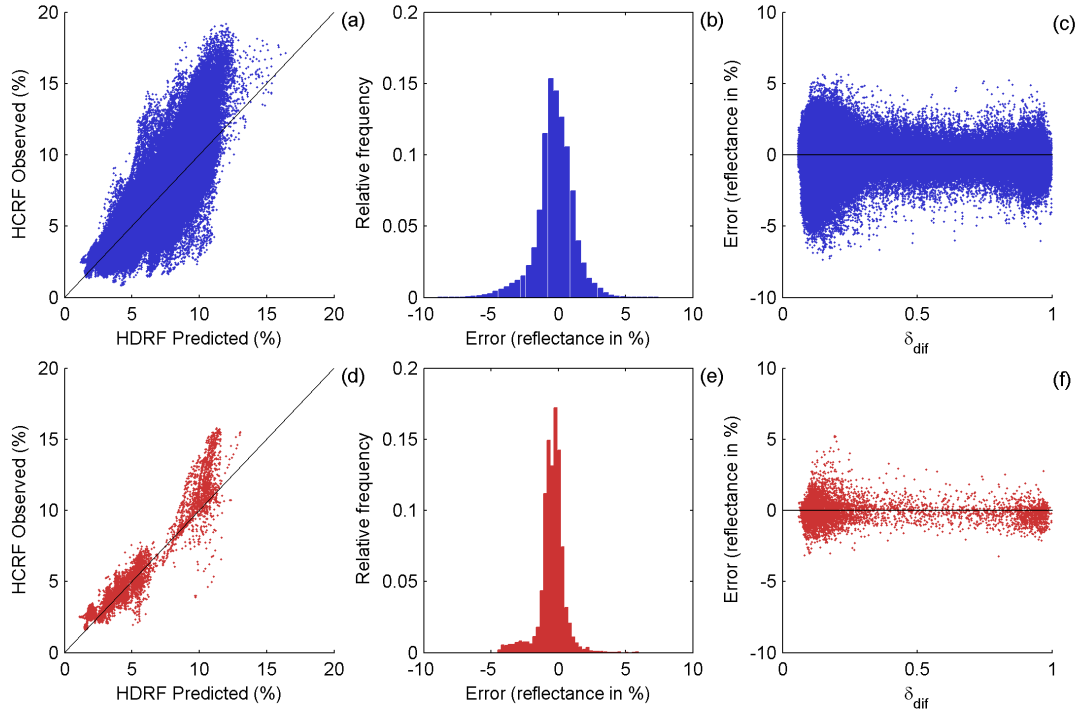 (a)
20
15
10
5
0
HCRF Observed (%)
0 5 10 15 20
HDRF Predicted (%)
(b)
0.2
0.15
0.1
0.05
0
Relative frequency
-10 -5 0 5 10
Error (reflectance in %)
(c)
10
5
0
-5
-10
Error (reflectance in %)
0 0.5 1
δdif
(d)
20
15
10
5
0
HCRF Observed (%)
0 5 10 15 20
HDRF Predicted (%)
(e)
0.2
0.15
0.1
0.05
0
Relative frequency
-10 -5 0 5 10
Error (reflectance in %)
(f)
10
5
0
-5
-10
Error (reflectance in %)
0 0.5 1
δdif